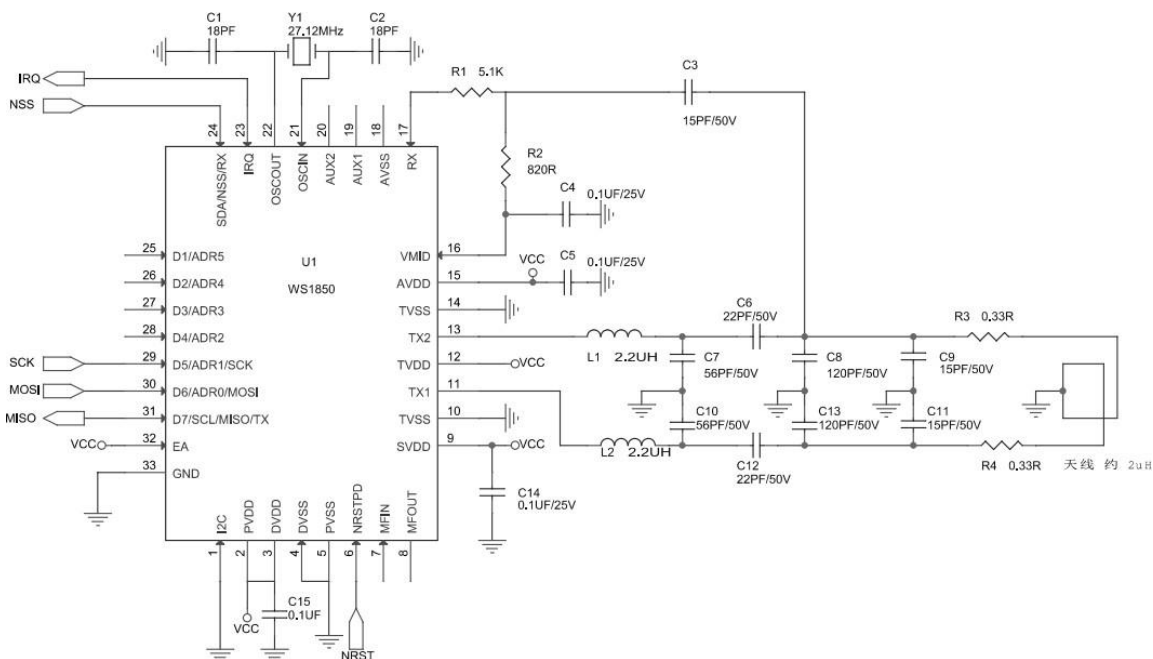 C1
18PF
Y1
27.12MHz
C2
18PF
IRQ
NSS
R1 5.1K
C3
15PF/50V
24
23
22
21
20
19
18
17
SDA/NSS/RX
IRQ
OSCOUT
OSCIN
AUX2
AUX1
AVSS
RX
R2
820R
C4
0.1UF/25V
25 D1/ADR5
26 D2/ADR4
27 D3/ADR3
28 D4/ADR2
29 D5/ADR1/SCK
30 D6/ADR0/MOSI
31 D7/SCL/MISO/TX
32 EA
33 GND
SCK
MOSI
MISO
VCC
U1
WS1850
VMID 16
AVDD 15
TVSS 14
TX2 13
TVDD 12
TX1 11
TVSS 10
SVDD 9
VCC
C5
0.1UF/25V
VCC
VCC
L1 2.2UH
C6
22PF/50V
C7
56PF/50V
C8
120PF/50V
C9
15PF/50V
R3 0.33R
C10
56PF/50V
C13
120PF/50V
C11
15PF/50V
L2 2.2UH
C12
22PF/50V
R4 0.33R
天线 约 2uH
C14
0.1UF/25V
I2C
PVDD
DVDD
DVSS
PVSS
NRSTPD
MFIN
MFOUT
1
2
3
4
5
6
7
8
C15
0.1UF
VCC
NRST